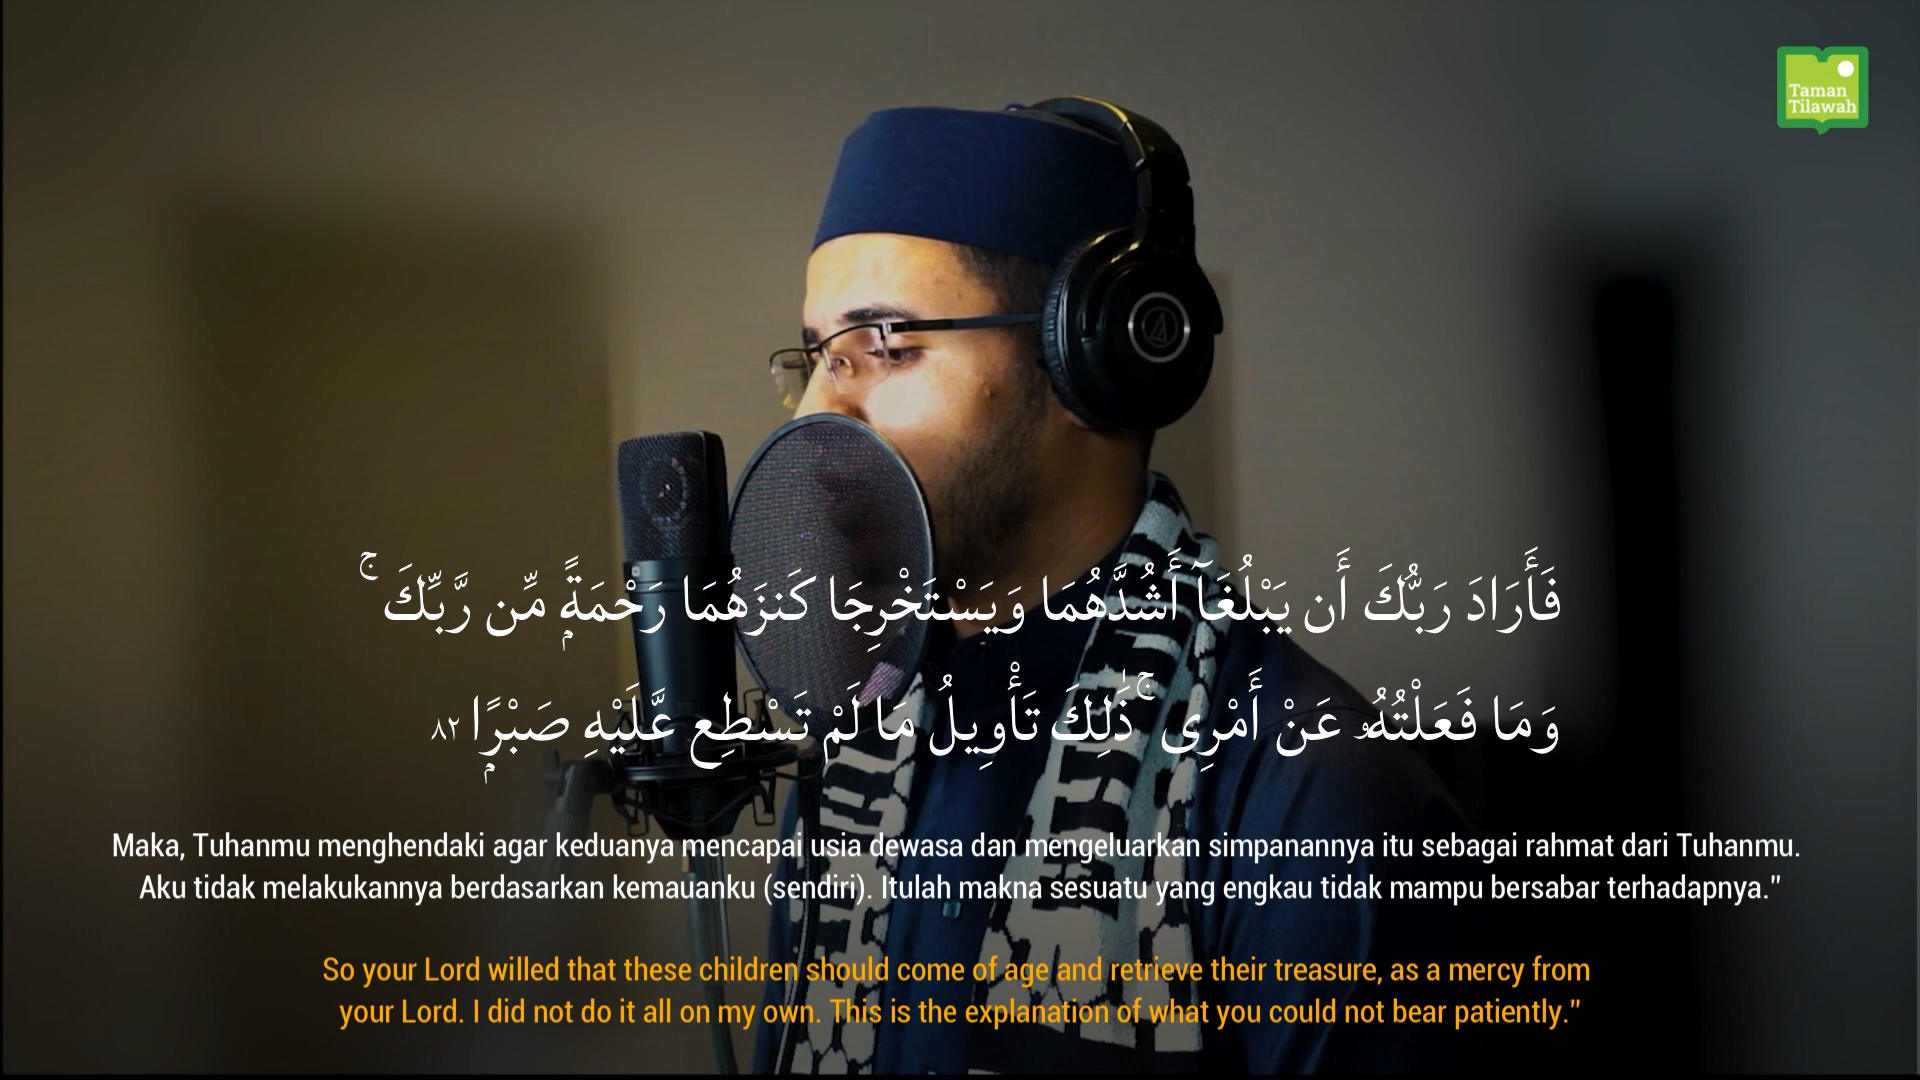 Taman
Tilawah
فَأَرَادَ رَبُّكَ أَن يَبْلُغَآ أَشُدَّهُمَا وَيَسْتَخْرِجَا كَنزَهُمَا رَحْمَةًۭ مِّن رَّبِّكَ ۚ
وَمَا فَعَلْتُهُۥ عَنْ أَمْرِى ۚ ذَٰلِكَ تَأْوِيلُ مَا لَمْ تَسْطِع عَّلَيْهِ صَبْرًۭا ٨٢
Maka, Tuhanmu menghendaki agar keduanya mencapai usia dewasa dan mengeluarkan simpanannya itu sebagai rahmat dari Tuhanmu.
Aku tidak melakukannya berdasarkan kemauanku (sendiri). Itulah makna sesuatu yang engkau tidak mampu bersabar terhadapnya.”
So your Lord willed that these children should come of age and retrieve their treasure, as a mercy from
your Lord. I did not do it all on my own. This is the explanation of what you could not bear patiently.”